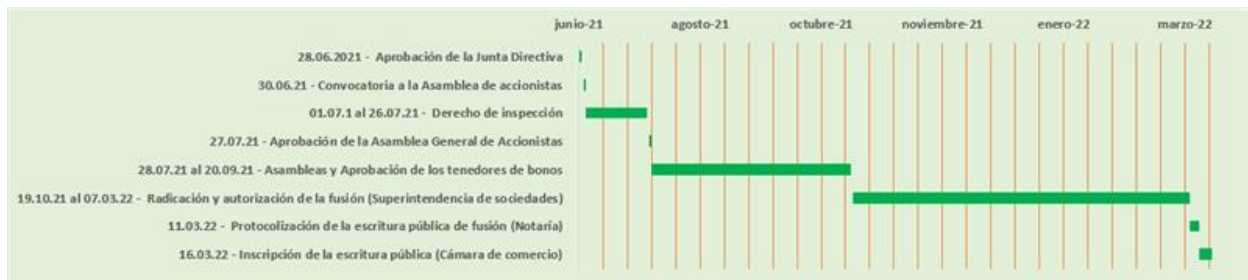 junio-21 agosto-21 octubre-21 noviembre-21 enero-22 marzo-22
28.06.2021 - Aprobación de la Junta Directiva
30.06.21 - Convocatoria a la Asamblea de accionistas
01.07.1 al 26.07.21 - Derecho de inspección
27.07.21 - Aprobación de la Asamblea General de Accionistas
28.07.21 al 20.09.21 - Asambleas y Aprobación de los tenedores de bonos
19.10.21 al 07.03.22 - Radicación y autorización de la fusión (Superintendencia de sociedades)
11.03.22 - Protocolización de la escritura pública de fusión (Notaría)
16.03.22 - Inscripción de la escritura pública (Cámara de comercio)